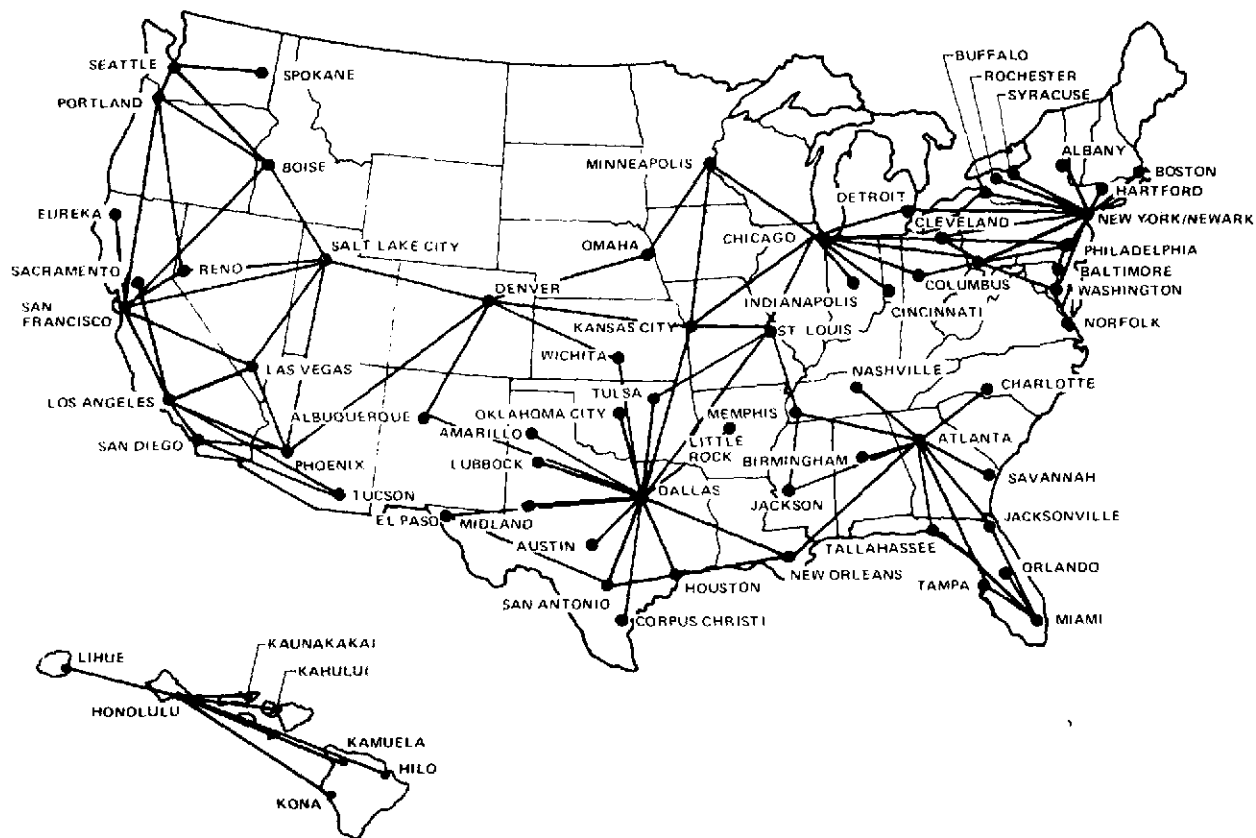 BUFFALO
ROCHESTER
SYRACUSE
SEATTLE
SPOKANE
PORTLAND
BOISE
MINNEAPOLIS
ALBANY
BOSTON
DETROIT
HARTFORD
EUREKA
CLEVELAND
NEW YORK/NEWARK
SALT LAKE CITY
OMAHA
CHICAGO
PHILADELPHIA
SACRAMENTO
RENO
BALTIMORE
DENVER
COLUMBUS
WASHINGTON
SAN
FRANCISCO
INDIANAPOLIS
CINCINNATI
NORFOLK
KANSAS CITY
ST. LOUIS
WICHITA
LAS VEGAS
NASHVILLE
TULSA
CHARLOTTE
LOS ANGELES
ALBUQUERQUE
OKLAHOMA CITY
MEMPHIS
AMARILLO
LITTLE
ROCK
ATLANTA
SAN DIEGO
PHOENIX
LUBBOCK
BIRMINGHAM
SAVANNAH
TUCSON
DALLAS
JACKSON
EL PASO
MIDLAND
JACKSONVILLE
AUSTIN
TALLAHASSEE
HOUSTON
NEW ORLEANS
ORLANDO
SAN ANTONIO
TAMPA
CORPUS CHRISTI
MIAMI
KAUNAKAKAI
LIHUE
KAHULUI
HONOLULU
KAMUELA
HILO
KONA